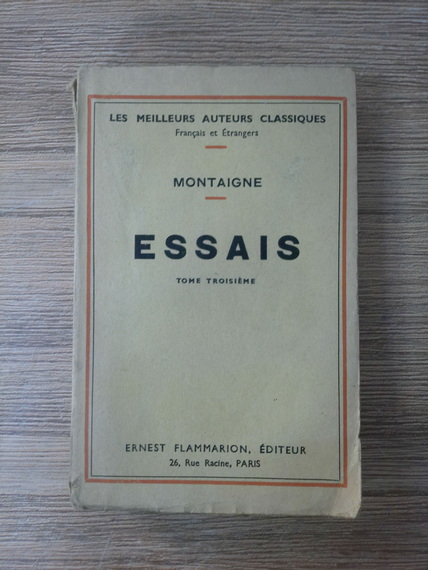 LES MEILLEURS AUTEURS CLASSIQUES
Français et Étrangers
MONTAIGNE
ESSAIS
TOME TROISIÈME
ERNEST FLAMMARION, ÉDITEUR
26, Rue Racine, PARIS